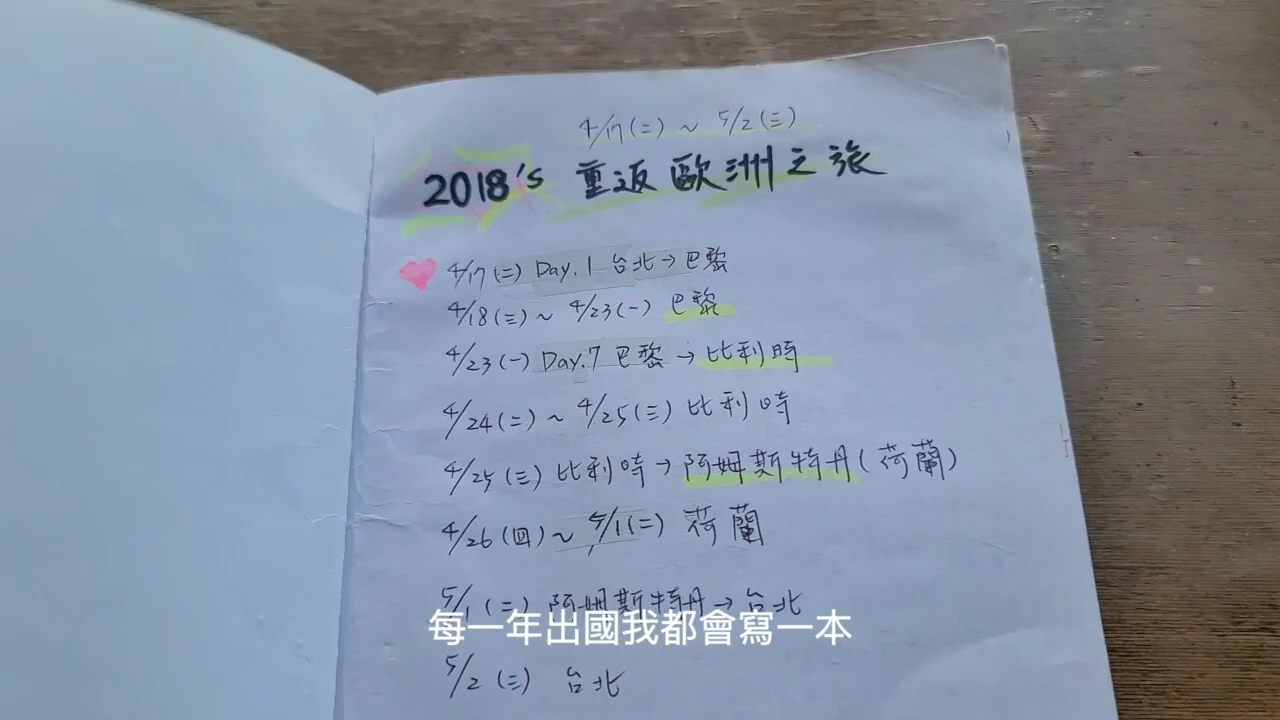 4/17(二) ~ 5/2(三)
2018's 重返歐洲之旅
4/17(二) Day.1 台北→巴黎
4/18(三) ~ 4/23(一) 巴黎
4/23(一) Day.7 巴黎→比利時
4/24(二) ~ 4/25(三) 比利時
4/25(三) 比利時→阿姆斯特丹(荷蘭)
4/26(四) ~ 5/1(二) 荷蘭
5/1(二) 阿姆斯特丹→台北
每一年出國我都會寫一本
5/2(三) 台北